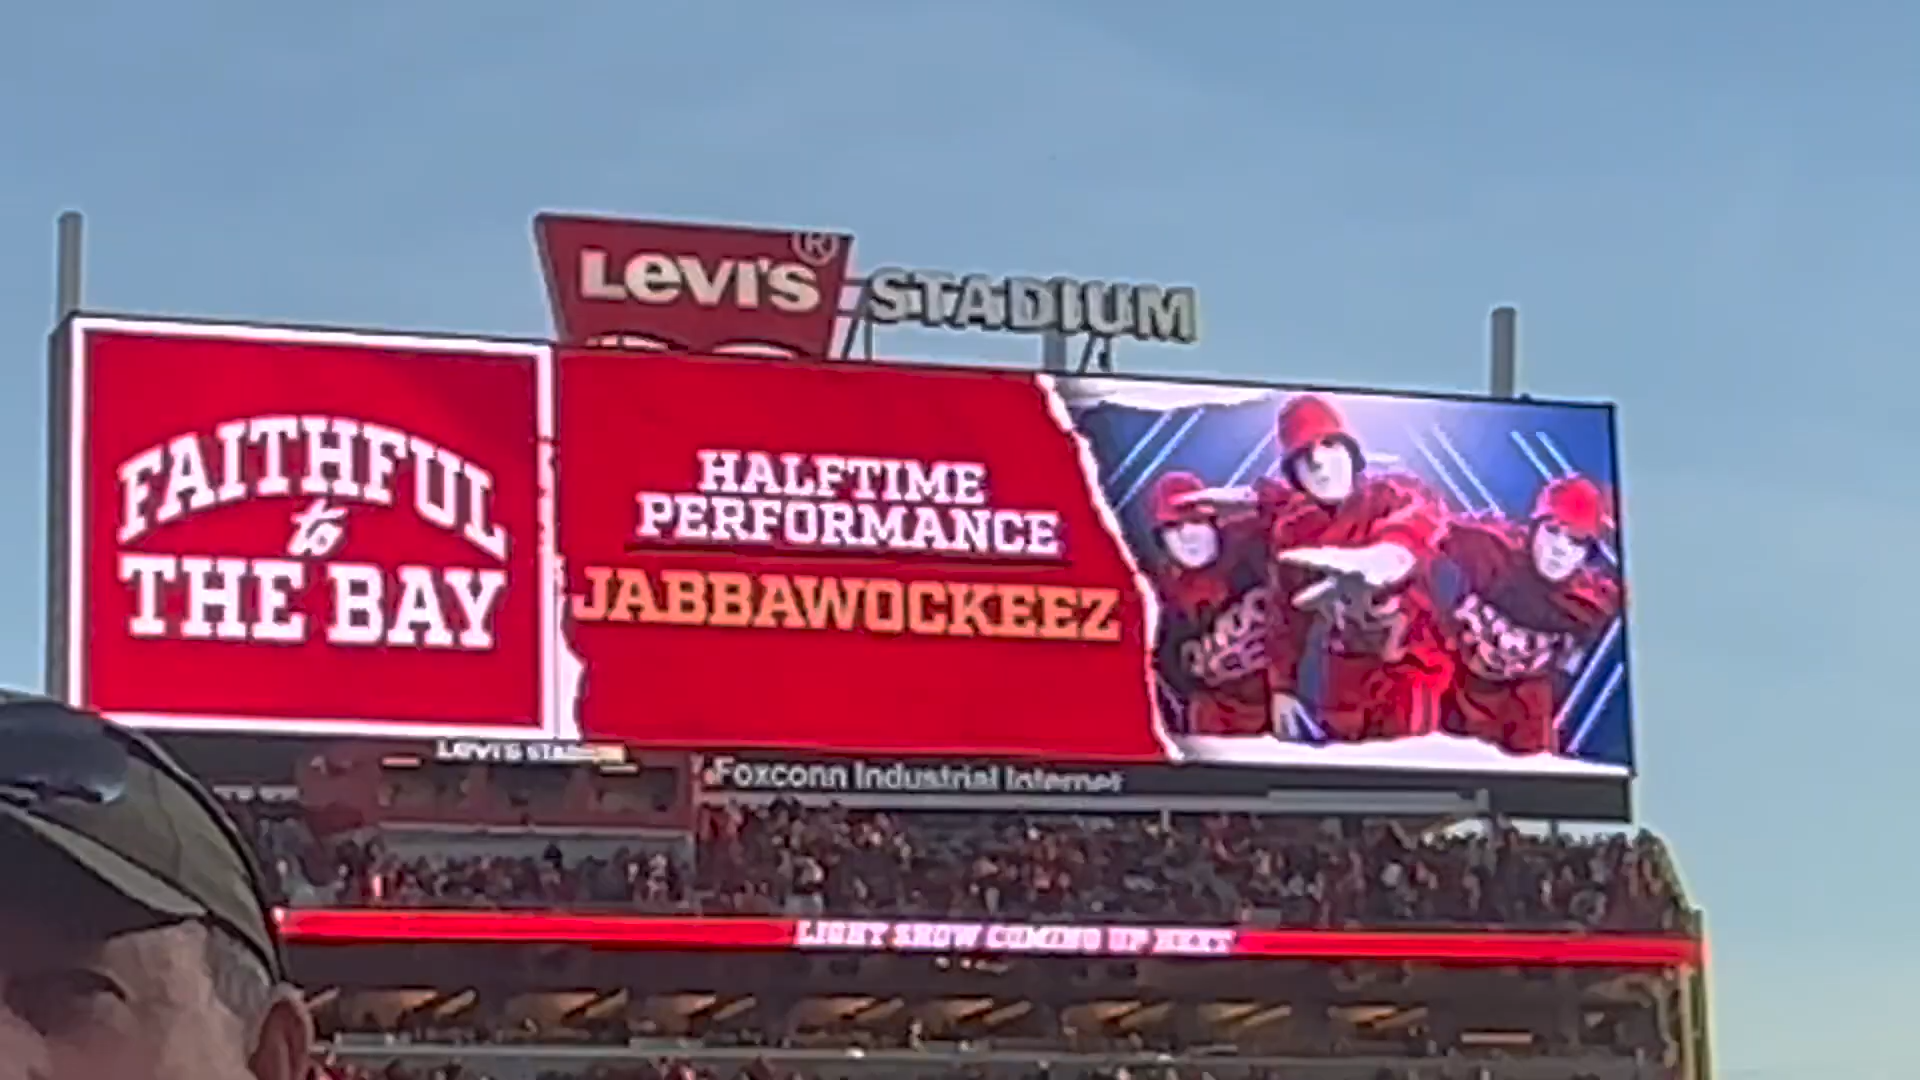 LEVI'S®
STADIUM
FAITHFUL
to
THE BAY
HALFTIME
PERFORMANCE
JABBAWOCKEEZ
LEVI'S STADIUM
Foxconn Industrial Internet
LIGHT SHOW COMING UP NEXT